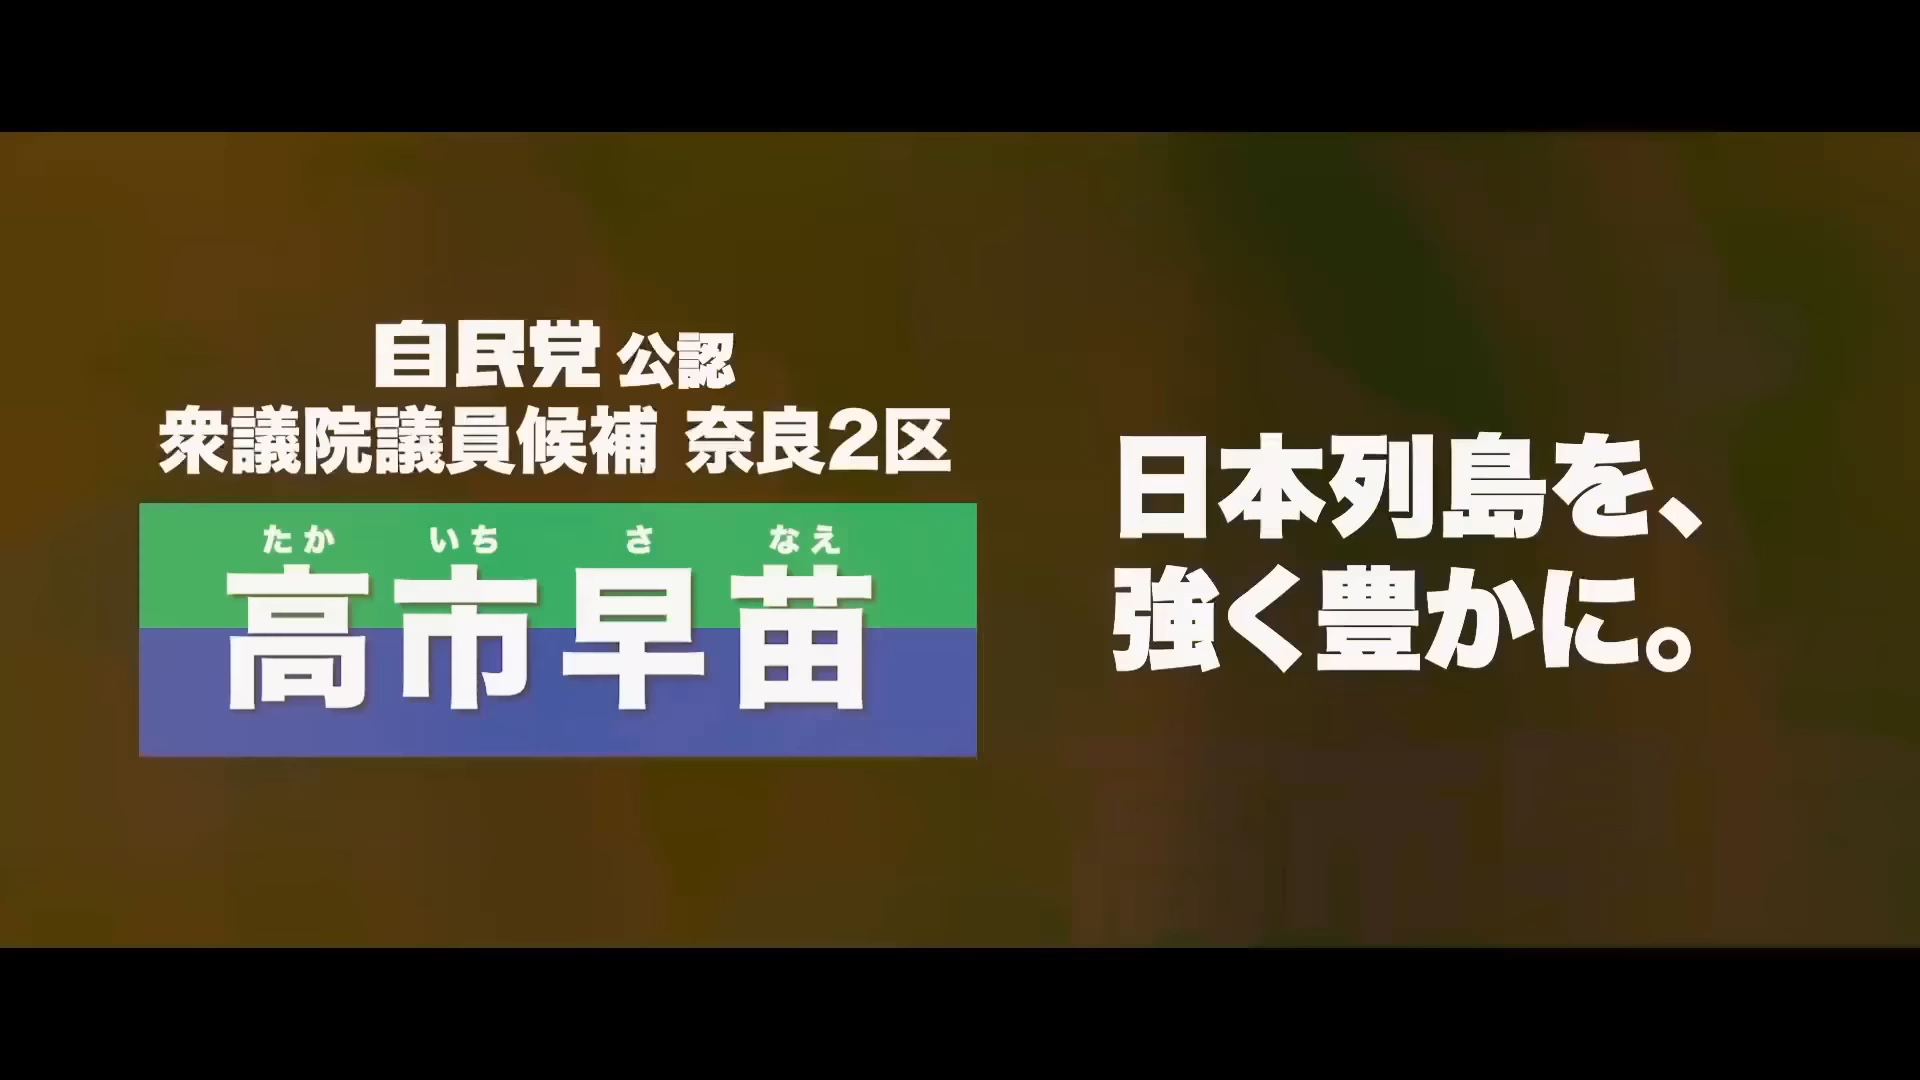 自民党 公認
衆議院議員候補 奈良2区
たか いち さ なえ
高市早苗
日本列島を、
強く豊かに。